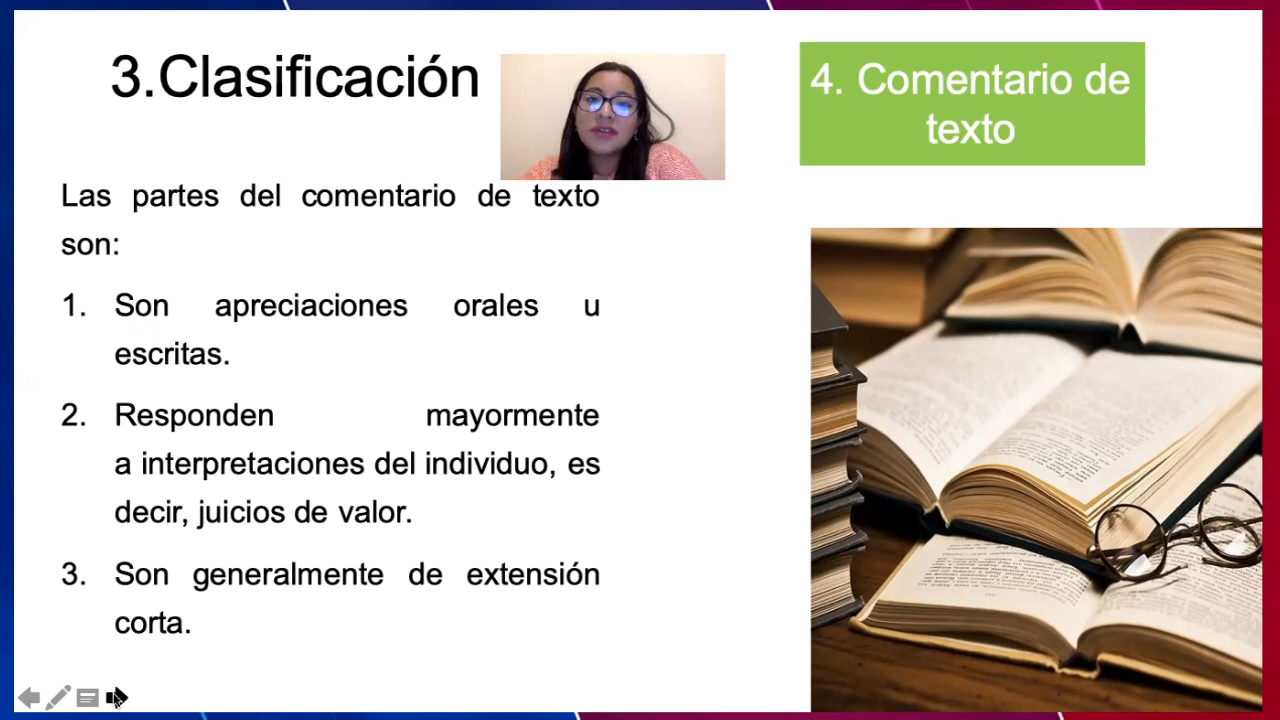 3.Clasificación
4. Comentario de
texto
Las partes del comentario de texto
son:
1. Son apreciaciones orales u
escritas.
2. Responden mayormente
a interpretaciones del individuo, es
decir, juicios de valor.
3. Son generamente de extensión
corta.